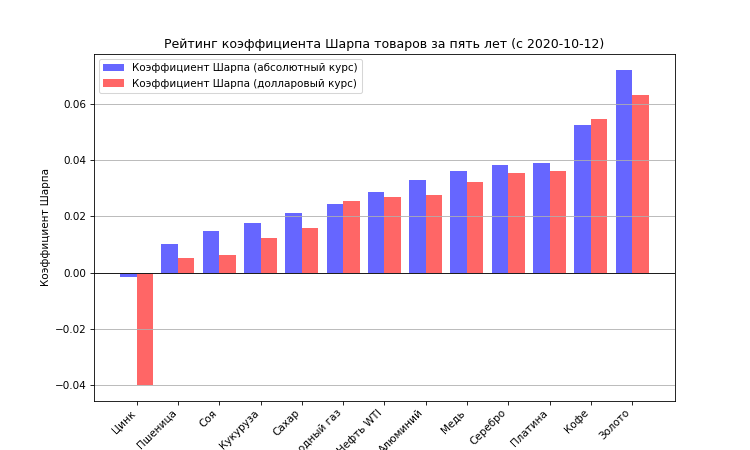 Рейтинг коэффициента Шарпа товаров за пять лет (с 2020-10-12)
Коэффициент Шарпа (абсолютный курс)
Коэффициент Шарпа (долларовый курс)
Коэффициент Шарпа
0.06
0.04
0.02
0.00
−0.02
−0.04
Цинк
Пшеница
Соя
Кукуруза
Сахар
одный газ
Нефть WTI
Алюминий
Медь
Серебро
Платина
Кофе
Золото